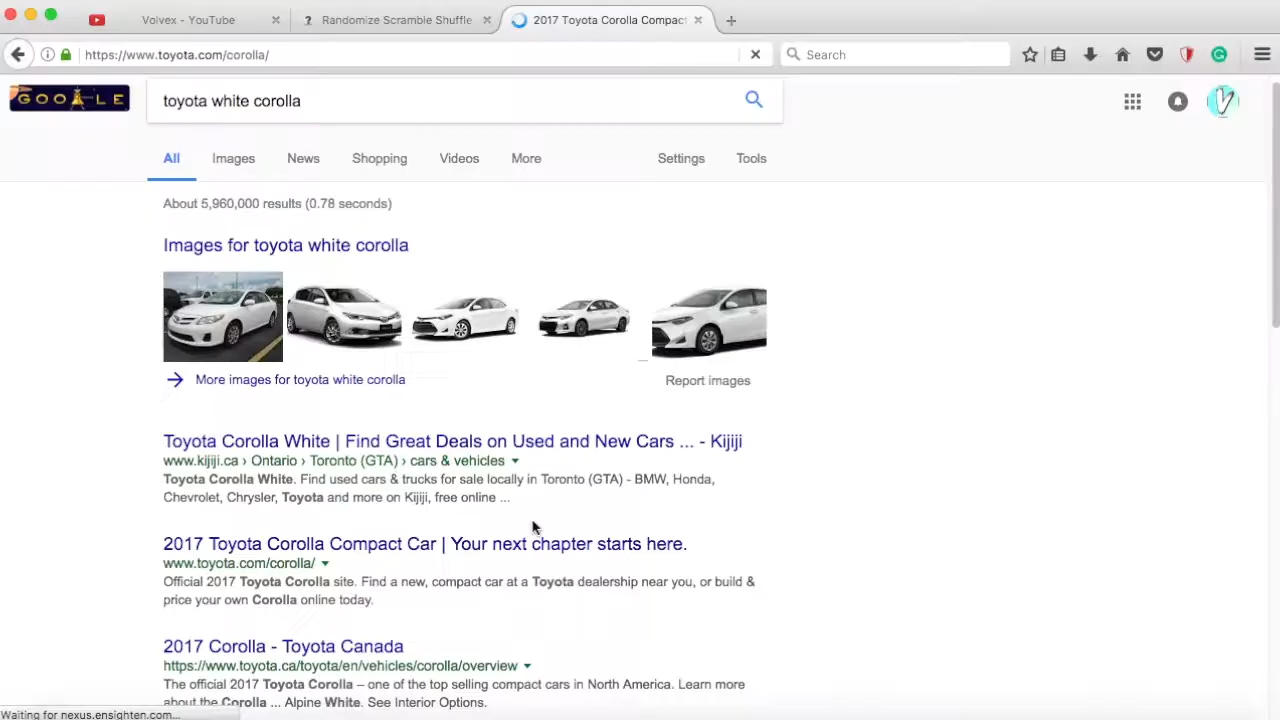 Voivex - YouTube
? Randomize Scramble Shuffle
2017 Toyota Corolla Compact
https://www.toyota.com/corolla/
Search
GOOGLE
toyota white corolla
All Images News Shopping Videos More Settings Tools
About 5,960,000 results (0.78 seconds)
Images for toyota white corolla
More images for toyota white corolla
Report images
Toyota Corolla White | Find Great Deals on Used and New Cars ... - Kijiji
www.kijiji.ca › Ontario › Toronto (GTA) › cars & vehicles
Toyota Corolla White. Find used cars & trucks for sale locally in Toronto (GTA) - BMW, Honda,
Chevrolet, Chrysler, Toyota and more on Kijiji, free online ...
2017 Toyota Corolla Compact Car | Your next chapter starts here.
www.toyota.com/corolla/
Official 2017 Toyota Corolla site. Find a new, compact car at a Toyota dealership near you, or build &
price your own Corolla online today.
2017 Corolla - Toyota Canada
https://www.toyota.ca/toyota/en/vehicles/corolla/overview
The official 2017 Toyota Corolla – one of the top selling compact cars in North America. Learn more
about the Corolla ... Alpine White. See Interior Options.
Waiting for nexus.ensighten.com...